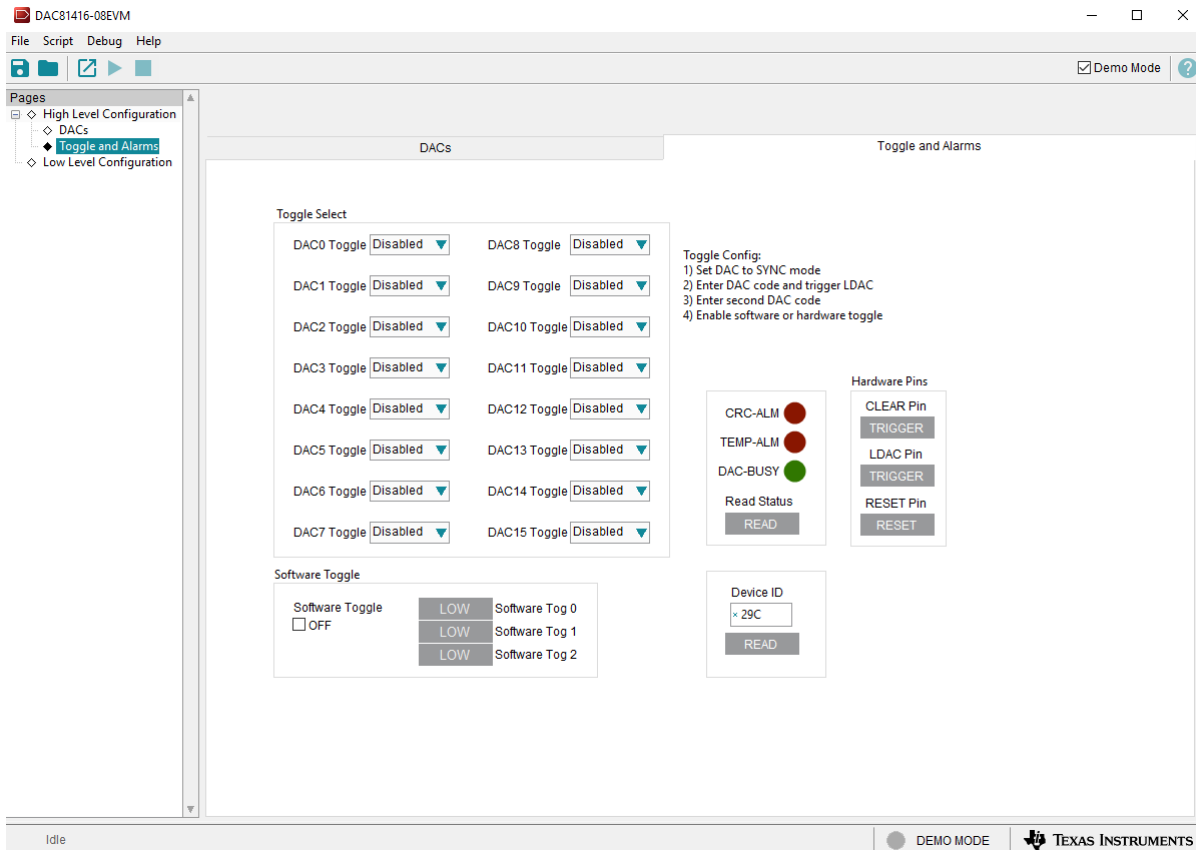 DAC81416-08EVM
File Script Debug Help
Demo Mode
?
Pages
High Level Configuration
DACs
Toggle and Alarms
Low Level Configuration
DACs
Toggle and Alarms
Toggle Select
DAC0 Toggle Disabled DAC8 Toggle Disabled
DAC1 Toggle Disabled DAC9 Toggle Disabled
DAC2 Toggle Disabled DAC10 Toggle Disabled
DAC3 Toggle Disabled DAC11 Toggle Disabled
DAC4 Toggle Disabled DAC12 Toggle Disabled
DAC5 Toggle Disabled DAC13 Toggle Disabled
DAC6 Toggle Disabled DAC14 Toggle Disabled
DAC7 Toggle Disabled DAC15 Toggle Disabled
Toggle Config:
1) Set DAC to SYNC mode
2) Enter DAC code and trigger LDAC
3) Enter second DAC code
4) Enable software or hardware toggle
CRC-ALM
TEMP-ALM
DAC-BUSY
Read Status
READ
Hardware Pins
CLEAR Pin
TRIGGER
LDAC Pin
TRIGGER
RESET Pin
RESET
Software Toggle
Software Toggle
OFF
LOW Software Tog 0
LOW Software Tog 1
LOW Software Tog 2
Device ID
× 29C
READ
Idle
DEMO MODE
TEXAS INSTRUMENTS